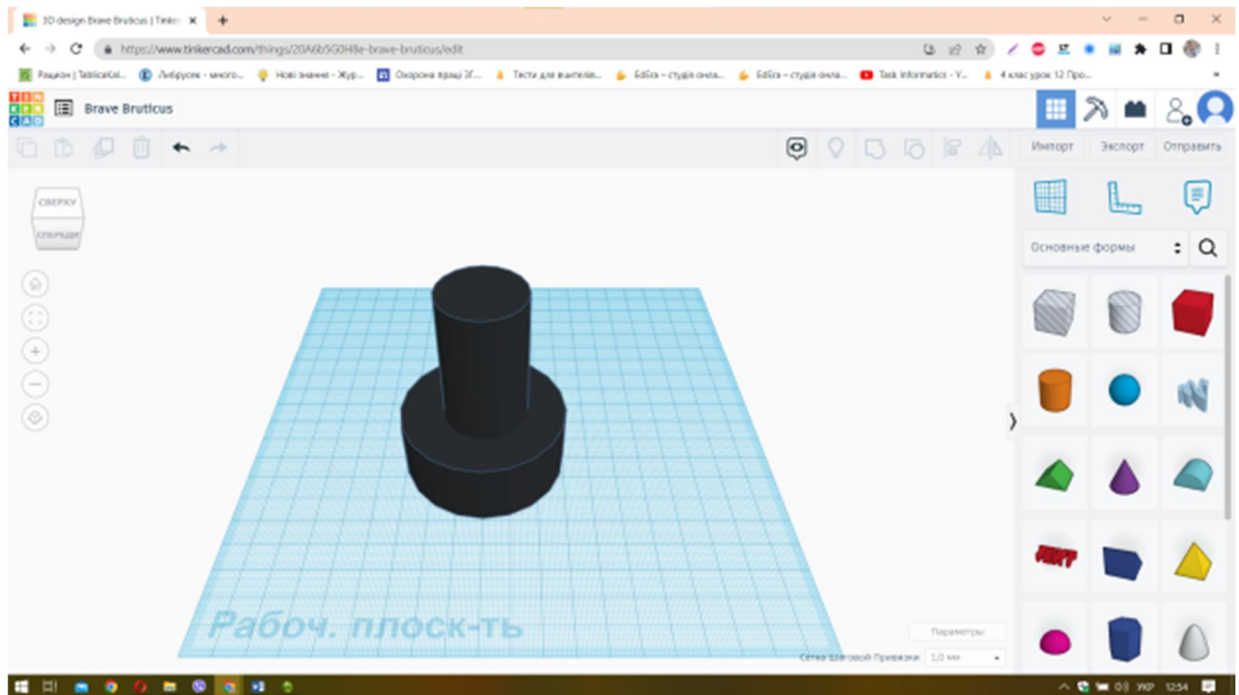 3D design Brave Bruticus | Tinker
https://www.tinkercad.com/things/20A6b5G0H8e-brave-bruticus/edit
Рацион | TablicaKal... Либрусек - много... Нові знання - Жур... Охорона праці ЗГ... Тести для вчителів... EdEra – студія онла... EdEra – студія онла... Task Informatics - Y... 4 клас урок 12 Про...
TIN
KER
CAD
Brave Bruticus
Импорт Экспорт Отправить
СВЕРХУ
СПЕРЕДИ
Основные формы
TEXT
Рабоч. плоск-ть
Параметры
Сетка Шаговой Привязки 1,0 мм
УКР 12:54